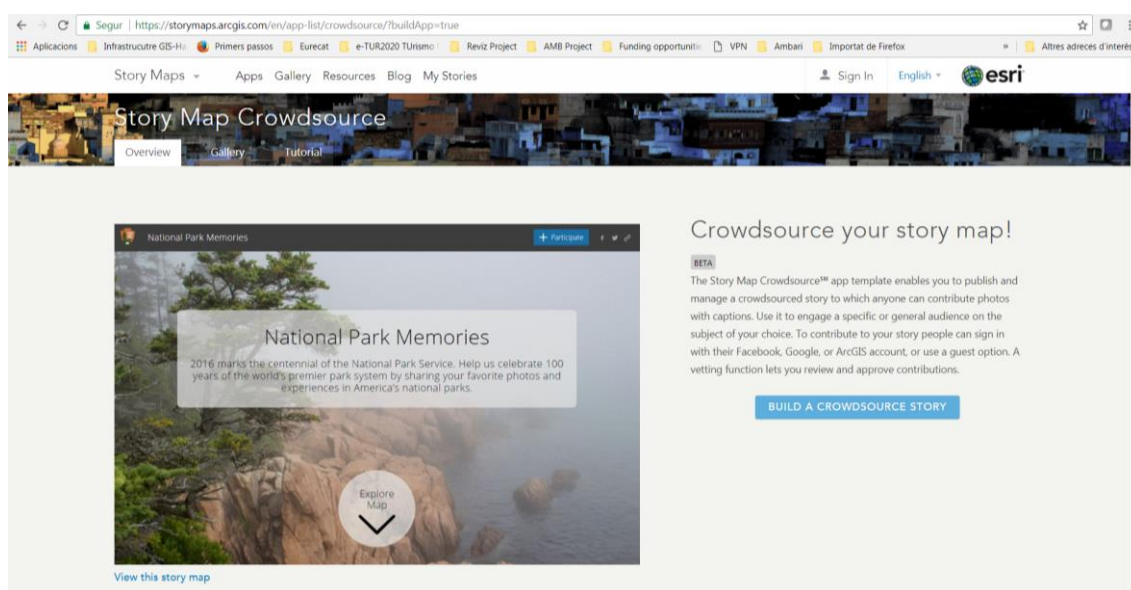 Segur | https://storymaps.arcgis.com/en/app-list/crowdsource/?buildApp=true
Aplicacions Infrastrucutre GIS-Ha Primers passos Eurecat e-TUR2020 TUrismo Reviz Project AMB Project Funding opportunitie VPN Ambari Importat de Firefox » Altres adreces d'interès
Story Maps Apps Gallery Resources Blog My Stories Sign In English esri
Story Map Crowdsource
Overview Gallery Tutorial
National Park Memories + Participate
National Park Memories
2016 marks the centennial of the National Park Service. Help us celebrate 100
years of the world's premier park system by sharing your favorite photos and
experiences in America's national parks.
Explore
Map
View this story map
Crowdsource your story map!
BETA
The Story Map Crowdsource℠ app template enables you to publish and
manage a crowdsourced story to which anyone can contribute photos
with captions. Use it to engage a specific or general audience on the
subject of your choice. To contribute to your story people can sign in
with their Facebook, Google, or ArcGIS account, or use a guest option. A
vetting function lets you review and approve contributions.
BUILD A CROWDSOURCE STORY